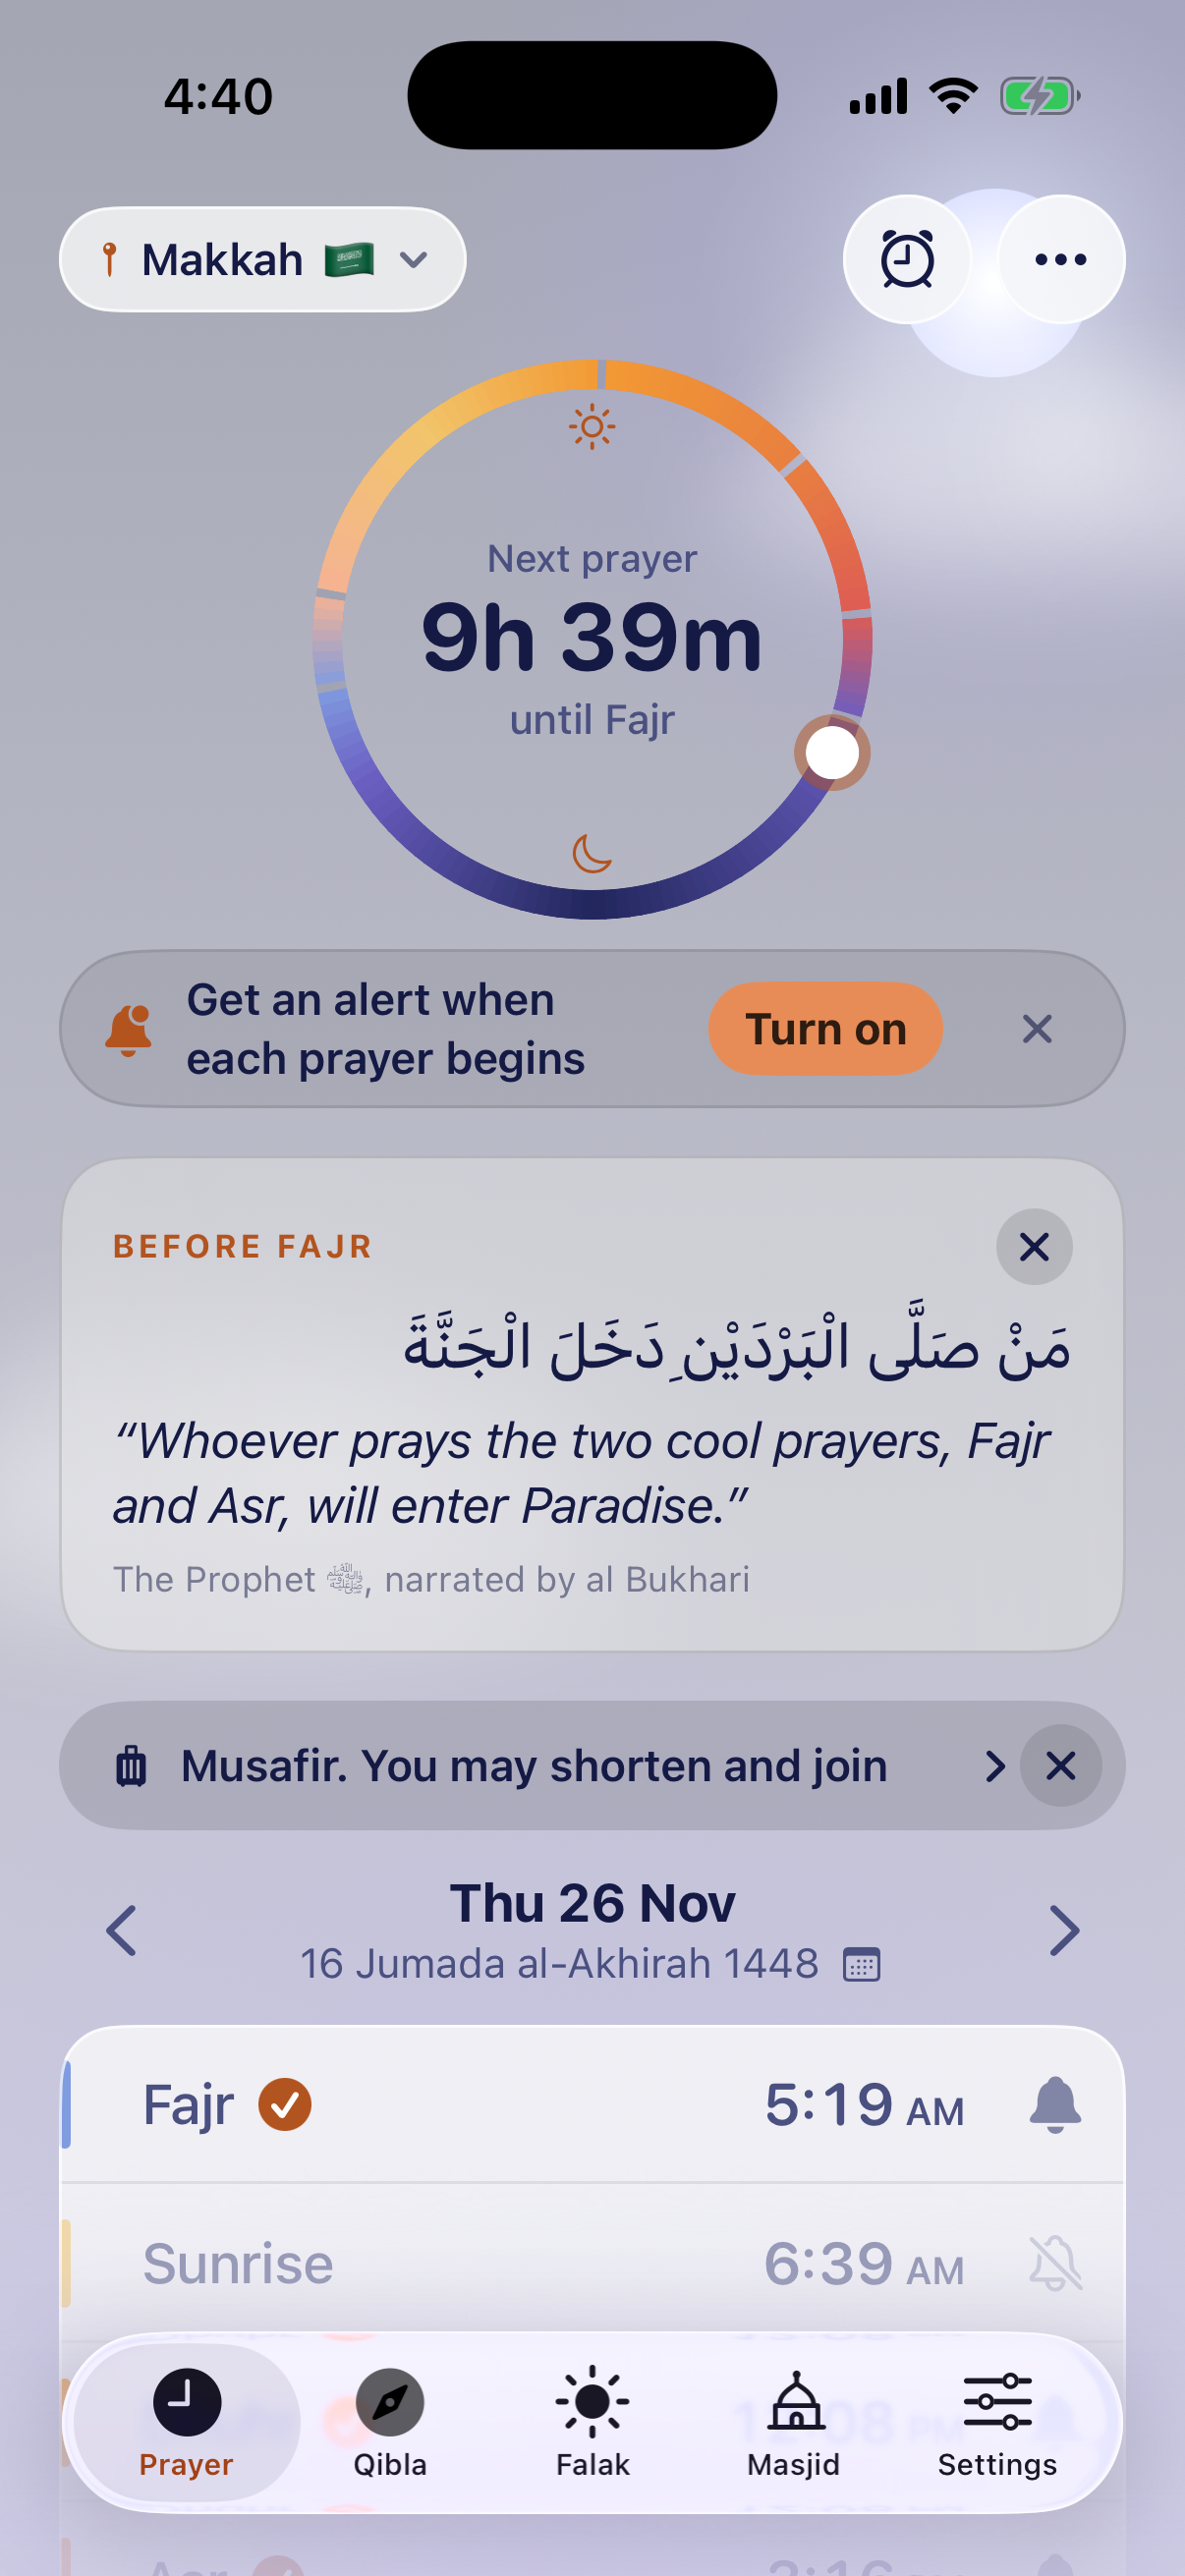 4:40
Makkah
Next prayer
9h 39m
until Fajr
Get an alert when
each prayer begins
Turn on
BEFORE FAJR
مَنْ صَلَّى الْبَرْدَيْنِ دَخَلَ الْجَنَّةَ
“Whoever prays the two cool prayers, Fajr
and Asr, will enter Paradise.”
The Prophet ﷺ, narrated by al Bukhari
Musafir. You may shorten and join
Thu 26 Nov
16 Jumada al-Akhirah 1448
Fajr 5:19 AM
Sunrise 6:39 AM
Prayer Qibla Falak Masjid Settings